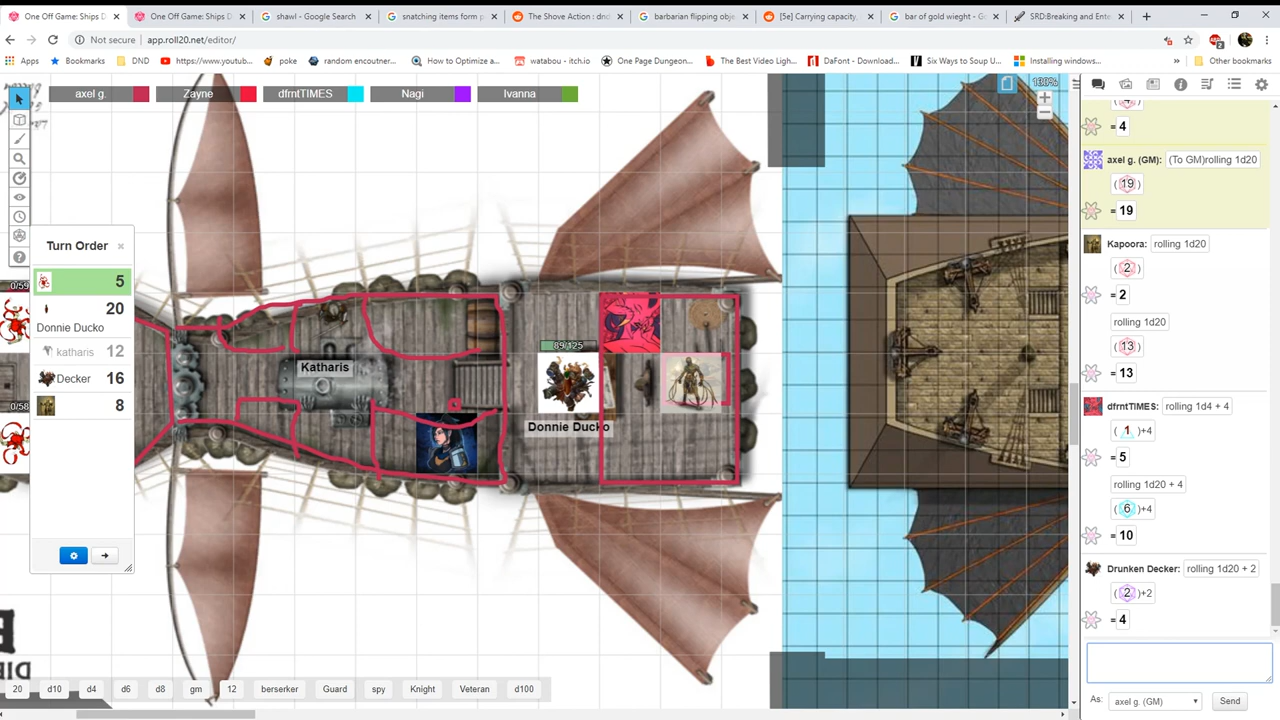 One Off Game: Ships D
One Off Game: Ships D
shawl - Google Search
snatching items form p
The Shove Action : dnd
barbarian flipping obje
[5e] Carrying capacity,
bar of gold wieght - Go
SRD:Breaking and Ente
Not secure | app.roll20.net/editor/
Apps
Bookmarks
DND
https://www.youtub...
poke
random encoutner...
How to Optimize a...
watabou - itch.io
One Page Dungeon...
The Best Video Ligh...
DaFont - Download...
Six Ways to Soup U...
Installing windows...
Other bookmarks
axel g.
Zayne
dfrntTIMES
Nagi
Ivanna
Turn Order
5
20
Donnie Ducko
katharis 12
Decker 16
8
0/59
0/58
Katharis
89/125
Donnie Ducko
20
d10
d4
d6
d8
gm
12
berserker
Guard
spy
Knight
Veteran
d100
= 4
axel g. (GM): (To GM)rolling 1d20
(19)
= 19
Kapoora: rolling 1d20
(2)
= 2
rolling 1d20
(13)
= 13
dfrntTIMES: rolling 1d4 + 4
(1)+4
= 5
rolling 1d20 + 4
(6)+4
= 10
Drunken Decker: rolling 1d20 + 2
(2)+2
= 4
As: axel g. (GM)
Send